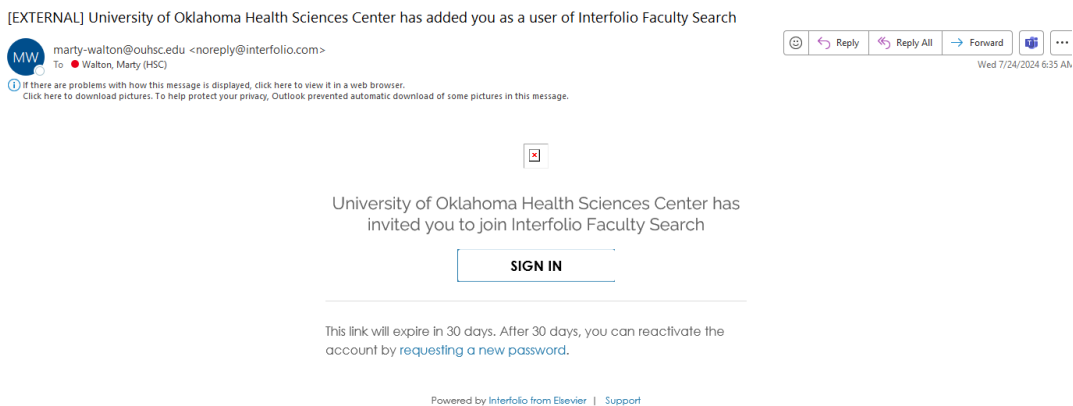 [EXTERNAL] University of Oklahoma Health Sciences Center has added you as a user of Interfolio Faculty Search
MW
marty-walton@ouhsc.edu <noreply@interfolio.com>
To Walton, Marty (HSC)
Reply
Reply All
Forward
Wed 7/24/2024 6:35 AM
If there are problems with how this message is displayed, click here to view it in a web browser.
Click here to download pictures. To help protect your privacy, Outlook prevented automatic download of some pictures in this message.
University of Oklahoma Health Sciences Center has
invited you to join Interfolio Faculty Search
SIGN IN
This link will expire in 30 days. After 30 days, you can reactivate the
account by requesting a new password.
Powered by Interfolio from Elsevier | Support